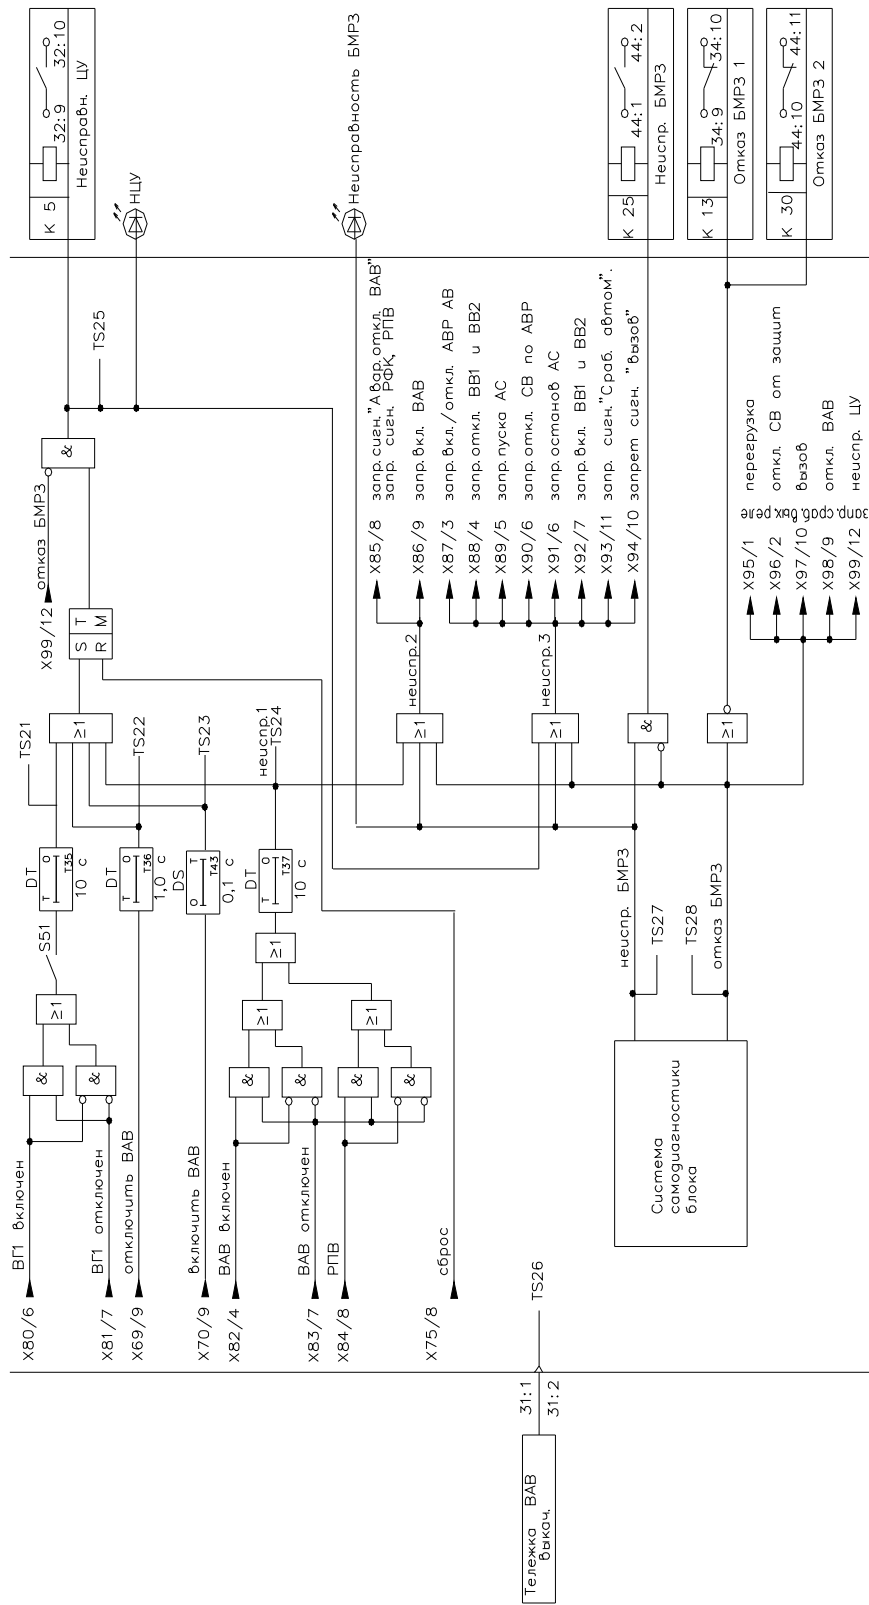 К 5
32:9
32:10
Неисправн. ЦУ
НЦУ
Неисправность БМРЗ
К 25
44:1
44:2
Неиспр. БМРЗ
К 13
34:9
34:10
Отказ БМРЗ 1
К 30
44:10
44:11
Отказ БМРЗ 2
TS25
&
отказ БМРЗ
X99/12
S T
R M
≥1
TS21
TS22
TS23
неиспр.1
TS24
DT
T O
T35
10 с
DT
T O
T36
1,0 с
DS
O T
T43
0,1 с
DT
T O
T37
10 с
S51
≥1
≥1
≥1
≥1
&
&
&
&
&
&
ВГ1 включен
X80/6
ВГ1 отключен
X81/7
отключить ВАВ
X69/9
включить ВАВ
X70/9
ВАВ включен
X82/4
ВАВ отключен
X83/7
РПВ
X84/8
сброс
X75/8
X85/8 запр.сигн."Авар.откл. ВАВ"
запр. сигн. РФК, РПВ
X86/9 запр.вкл. ВАВ
X87/3 запр.вкл./откл. АВР АВ
X88/4 запр.откл. ВВ1 и ВВ2
X89/5 запр.пуска АС
X90/6 запр.откл. СВ по АВР
X91/6 запр.останов АС
X92/7 запр.вкл. ВВ1 и ВВ2
X93/11 запр. сигн."Сраб. автом".
X94/10 запрет сигн. "вызов"
неиспр.2
≥1
неиспр.3
≥1
&
≥1
запр.сраб.вых.реле
X95/1 перегрузка
X96/2 откл. СВ от защит
X97/10 вызов
X98/9 откл. ВАВ
X99/12 неиспр. ЦУ
неиспр. БМРЗ
TS27
TS28
отказ БМРЗ
Система
самодиагностики
блока
TS26
31:1
31:2
Тележка ВАВ
выкач.